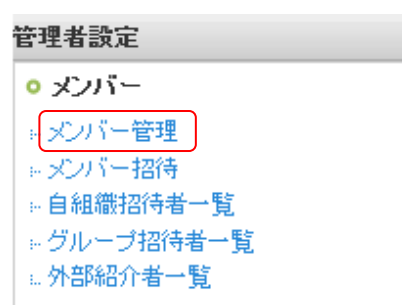 管理者設定
メンバー
メンバー管理
メンバー招待
自組織招待者一覧
グループ招待者一覧
外部紹介者一覧